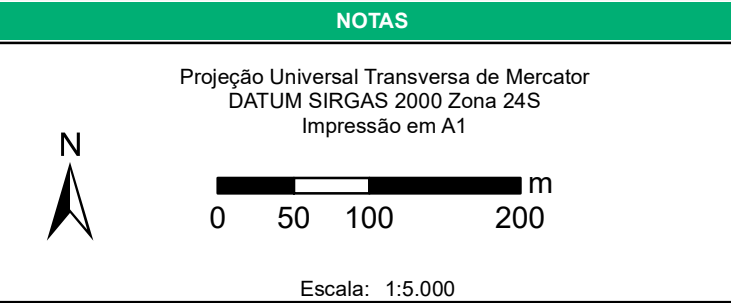 NOTAS
Projeção Universal Transversa de Mercator
DATUM SIRGAS 2000 Zona 24S
Impressão em A1
N
m
0 50 100 200
Escala: 1:5.000